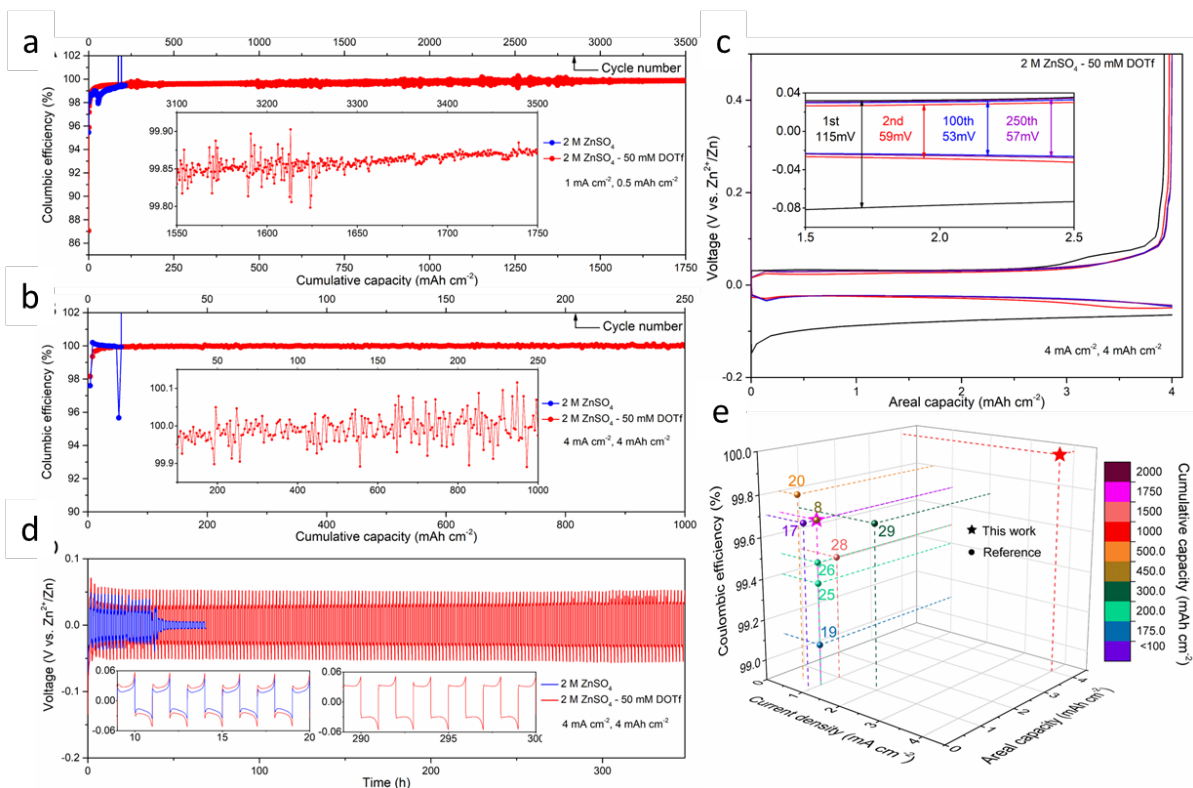 a
0 500 1000 1500 2000 2500 3000 3500
102
100
98
96
94
92
90
88
86
Columbic efficiency (%)
Cycle number
3100 3200 3300 3400 3500
99.90
99.85
99.80
1550 1600 1650 1700 1750
2 M ZnSO4
2 M ZnSO4 - 50 mM DOTf
1 mA cm-2, 0.5 mAh cm-2
0 250 500 750 1000 1250 1500 1750
Cumulative capacity (mAh cm-2)
b
0 50 100 150 200 250
102
100
98
96
94
92
90
Columbic efficiency (%)
Cycle number
50 100 150 200 250
100.1
100.0
99.9
200 400 600 800 1000
2 M ZnSO4
2 M ZnSO4 - 50 mM DOTf
4 mA cm-2, 4 mAh cm-2
0 200 400 600 800 1000
Cumulative capacity (mAh cm-2)
c
2 M ZnSO4 - 50 mM DOTf
0.4
0.2
0.0
-0.2
Voltage (V vs. Zn2+/Zn)
0.04
0.00
-0.04
-0.08
1st 2nd 100th 250th
115mV 59mV 53mV 57mV
1.5 2.0 2.5
4 mA cm-2, 4 mAh cm-2
0 1 2 3 4
Areal capacity (mAh cm-2)
d
0.1
0.0
-0.1
-0.2
Voltage (V vs. Zn2+/Zn)
0.06
0.00
-0.06
10 15 20
0.06
0.00
-0.06
290 295 300
2 M ZnSO4
2 M ZnSO4 - 50 mM DOTf
4 mA cm-2, 4 mAh cm-2
0 100 200 300
Time (h)
e
100.0
99.8
99.6
99.4
99.2
99.0
Coulombic efficiency (%)
20
8
17
29
28
26
25
19
This work
Reference
0 1 2 3 4
Current density (mA cm-2)
0 1 2 3 4
Areal capacity (mAh cm-2)
2000
1750
1500
1000
500.0
450.0
300.0
200.0
175.0
<100
Cumulative capacity (mAh cm-2)